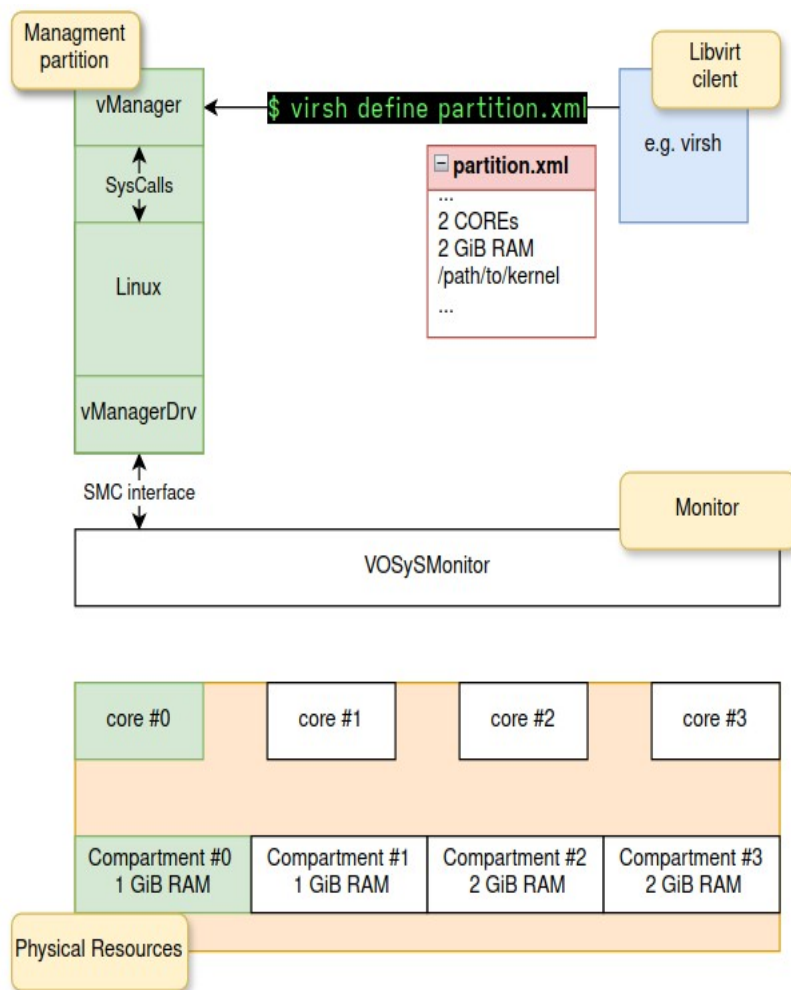 Managment
partition
Libvirt
cilent
vManager
$ virsh define partition.xml
e.g. virsh
SysCalls
partition.xml
...
2 COREs
2 GiB RAM
/path/to/kernel
...
Linux
vManagerDrv
SMC interface
Monitor
VOSySMonitor
core #0
core #1
core #2
core #3
Compartment #0
1 GiB RAM
Compartment #1
1 GiB RAM
Compartment #2
2 GiB RAM
Compartment #3
2 GiB RAM
Physical Resources